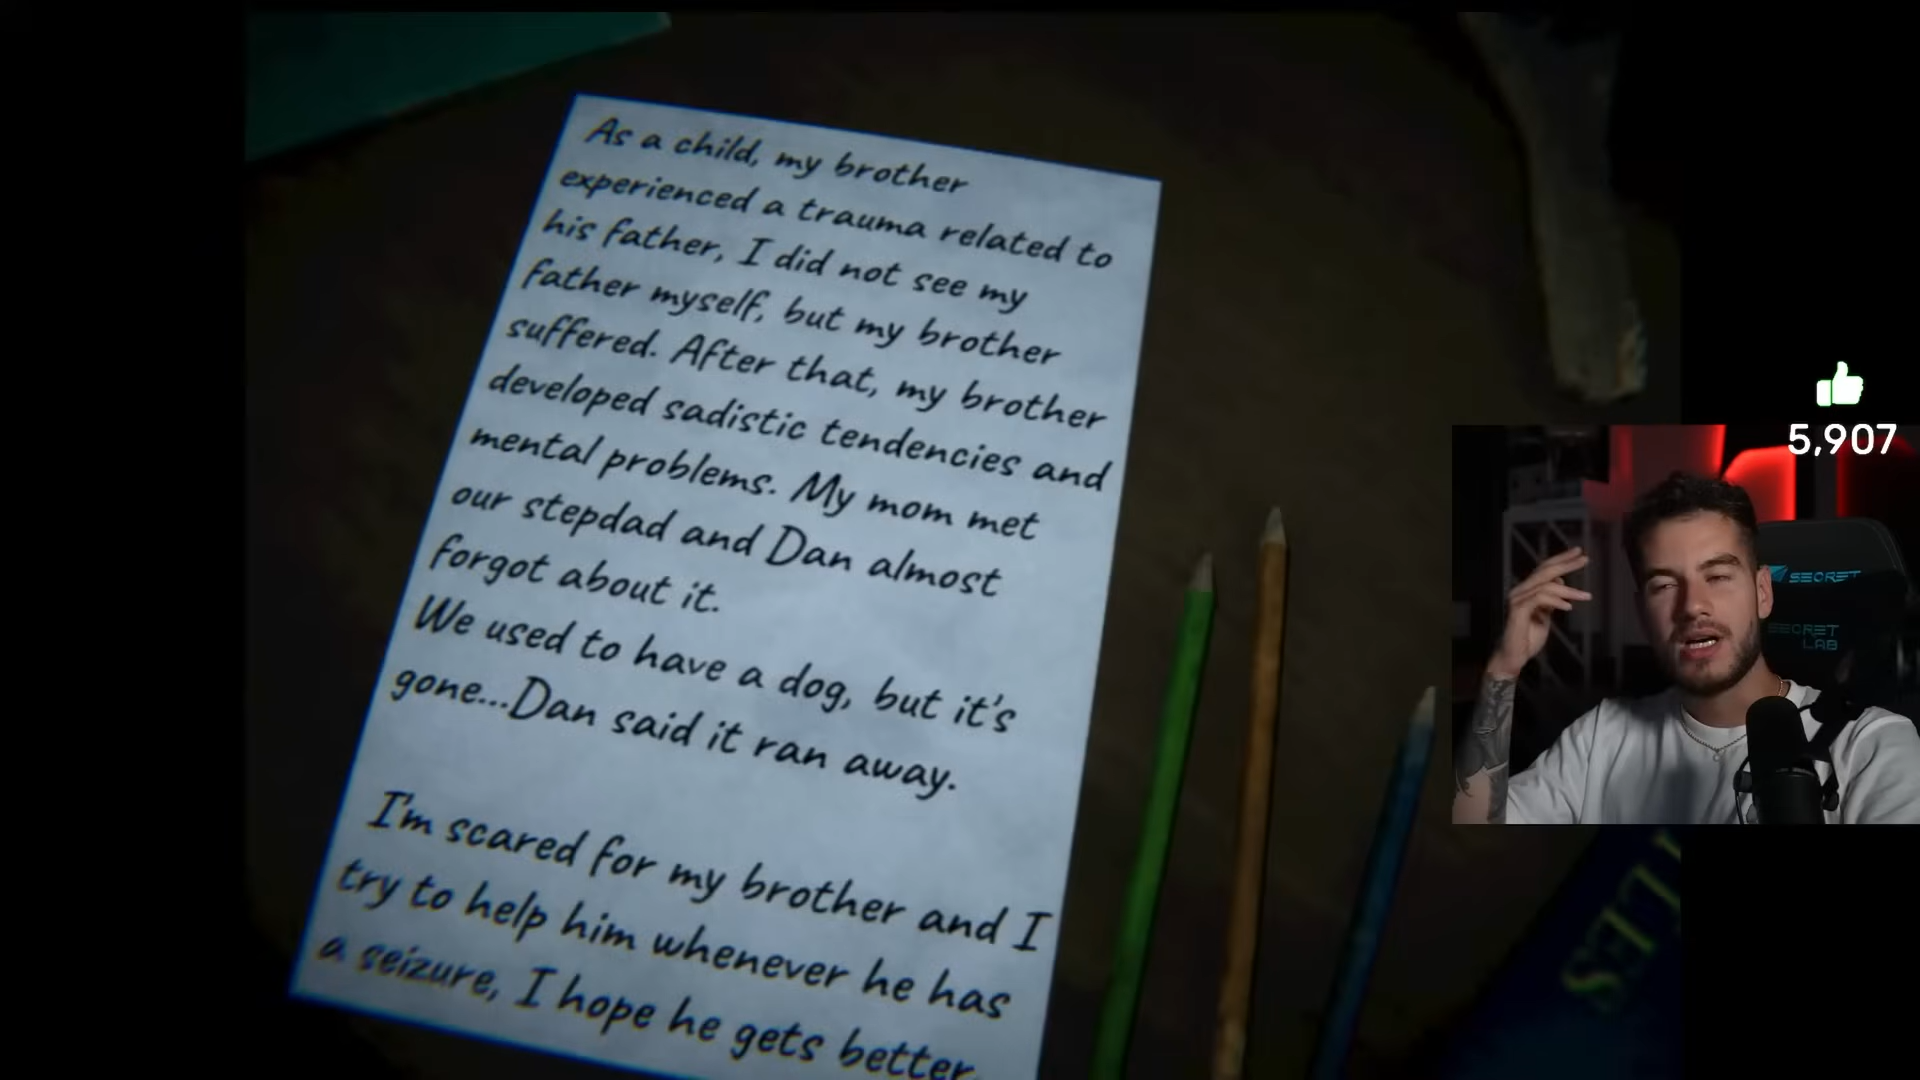 As a child, my brother
experienced a trauma related to
his father, I did not see my
father myself, but my brother
suffered. After that, my brother
developed sadistic tendencies and
mental problems. My mom met
our stepdad and Dan almost
forgot about it.
We used to have a dog, but it's
gone...Dan said it ran away.
I'm scared for my brother and I
try to help him whenever he has
a seizure, I hope he gets better.
5,907
SECRET
SECRET
LAB